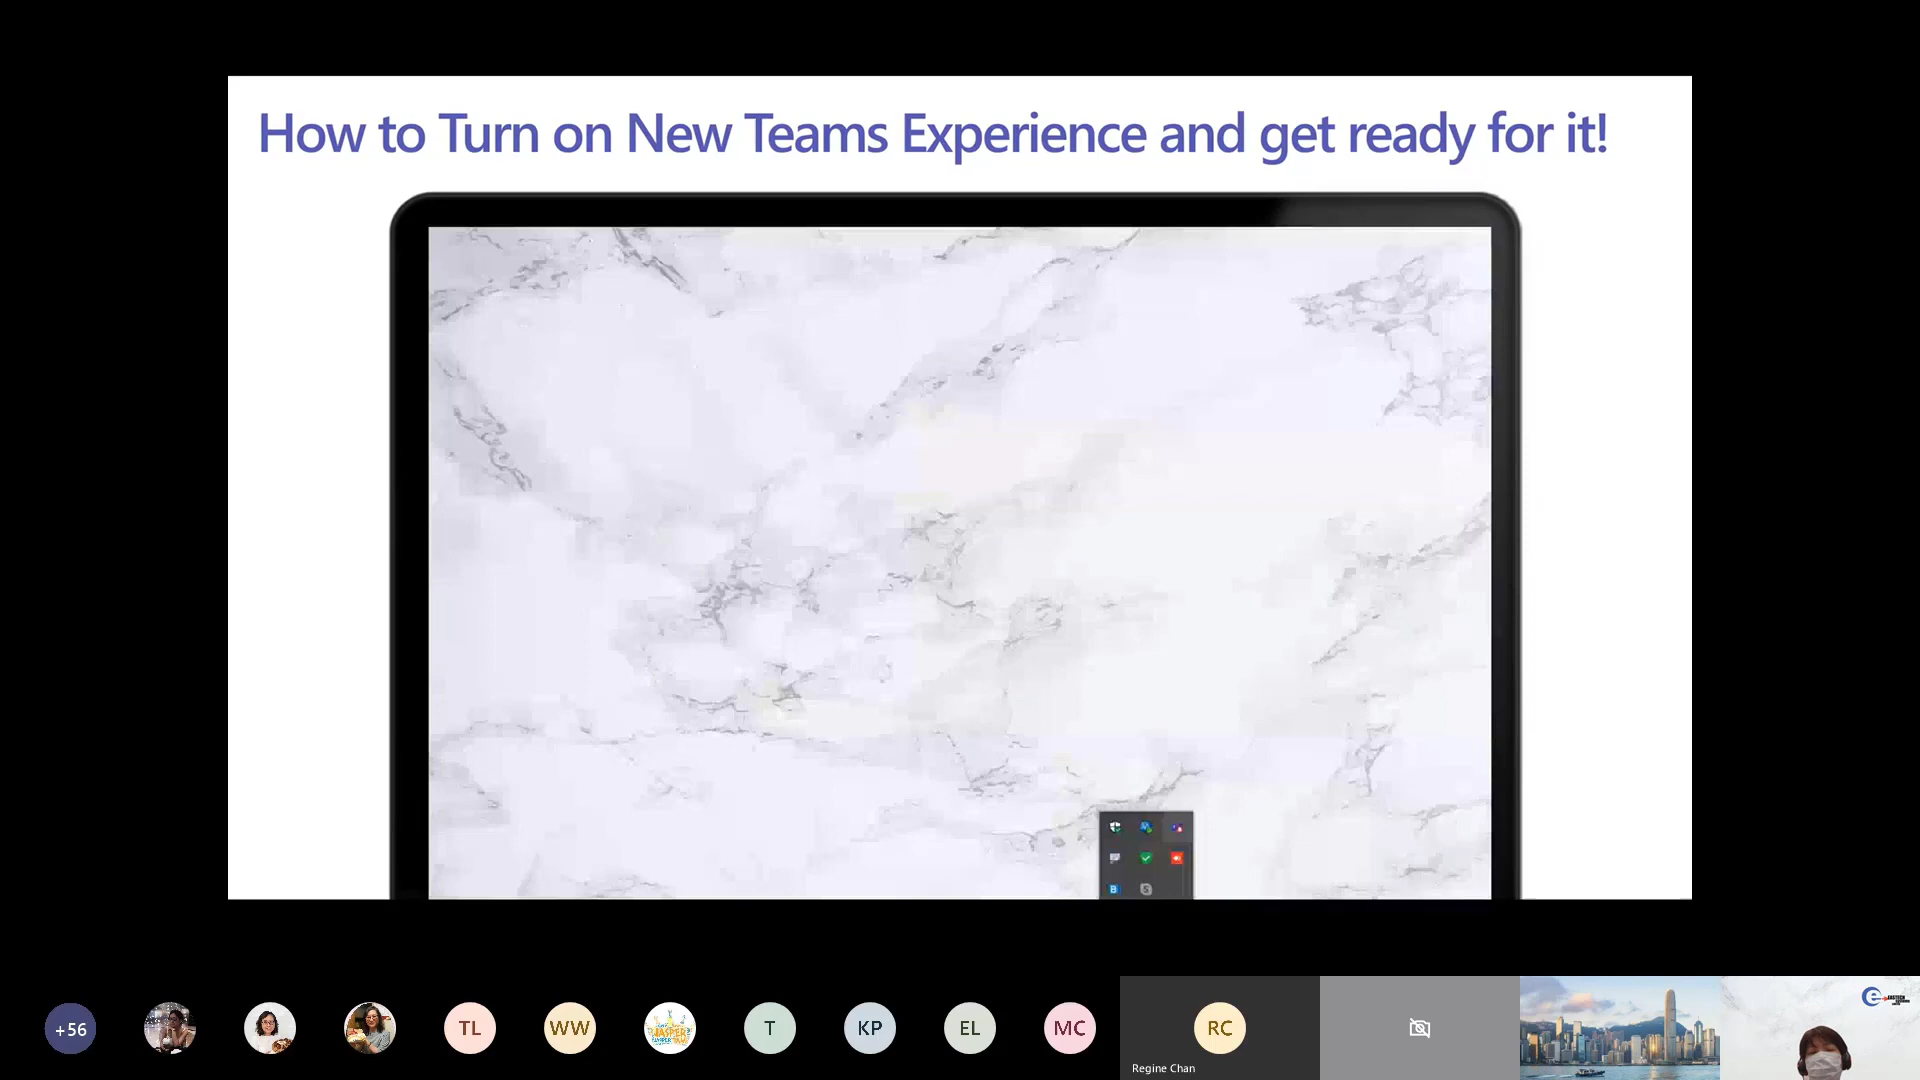 How to Turn on New Teams Experience and get ready for it!
+56
TL
WW
JASPER
T
KP
EL
MC
RC
Regine Chan